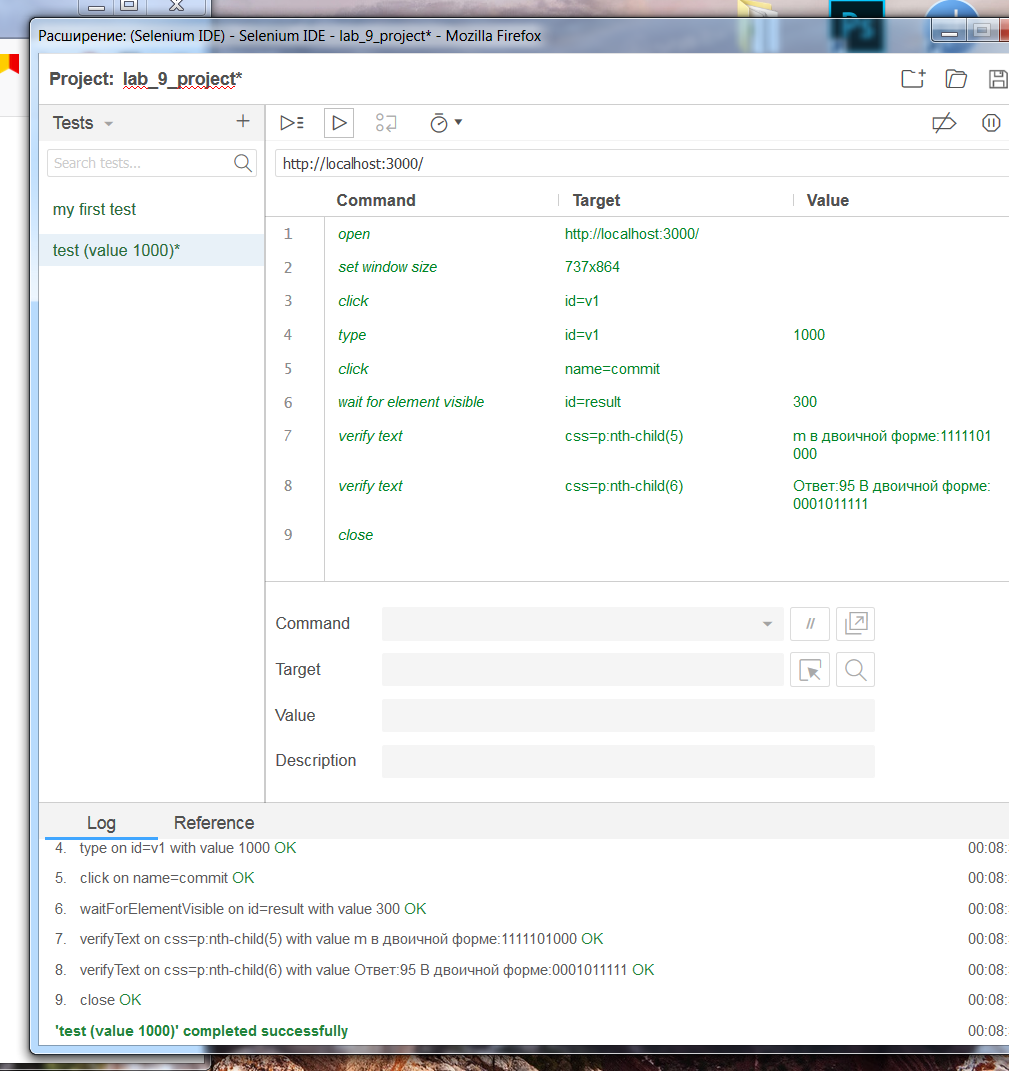 Расширение: (Selenium IDE) - Selenium IDE - lab_9_project* - Mozilla Firefox
Project: lab_9_project*
Tests
Search tests...
my first test
test (value 1000)*
http://localhost:3000/
Command Target Value
1 open http://localhost:3000/
2 set window size 737x864
3 click id=v1
4 type id=v1 1000
5 click name=commit
6 wait for element visible id=result 300
7 verify text css=p:nth-child(5) m в двоичной форме:1111101
000
8 verify text css=p:nth-child(6) Ответ:95 В двоичной форме:
0001011111
9 close
Command //
Target
Value
Description
Log Reference
4. type on id=v1 with value 1000 OK 00:08:
5. click on name=commit OK 00:08:
6. waitForElementVisible on id=result with value 300 OK 00:08:
7. verifyText on css=p:nth-child(5) with value m в двоичной форме:1111101000 OK 00:08:
8. verifyText on css=p:nth-child(6) with value Ответ:95 В двоичной форме:0001011111 OK 00:08:
9. close OK 00:08:
'test (value 1000)' completed successfully 00:08: